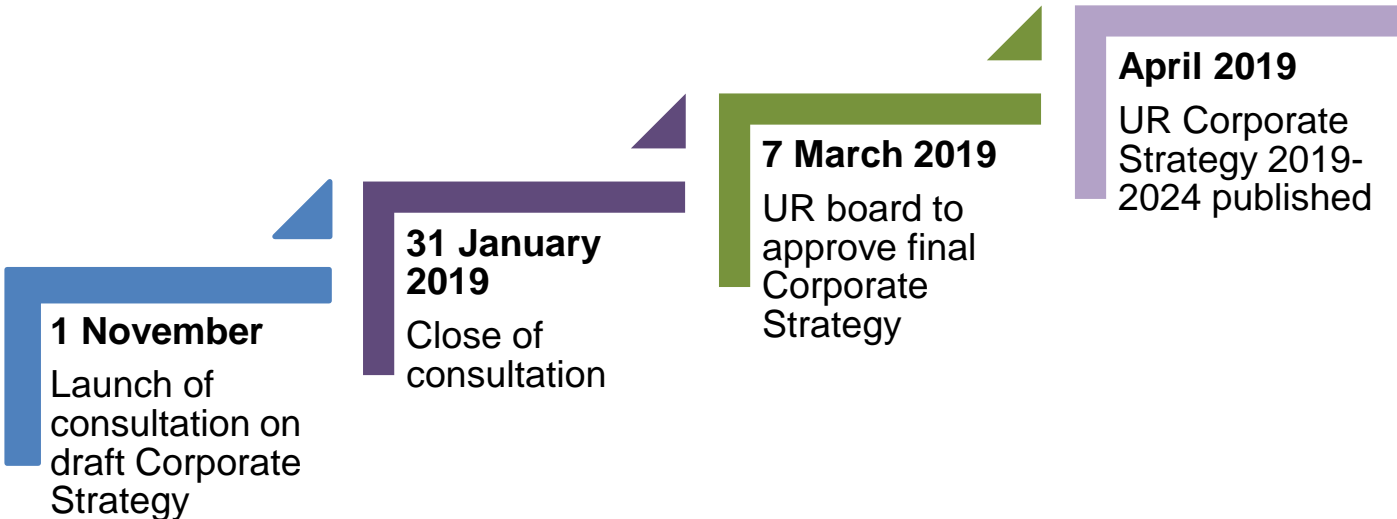 1 November
Launch of
consultation on
draft Corporate
Strategy
31 January
2019
Close of
consultation
7 March 2019
UR board to
approve final
Corporate
Strategy
April 2019
UR Corporate
Strategy 2019-
2024 published